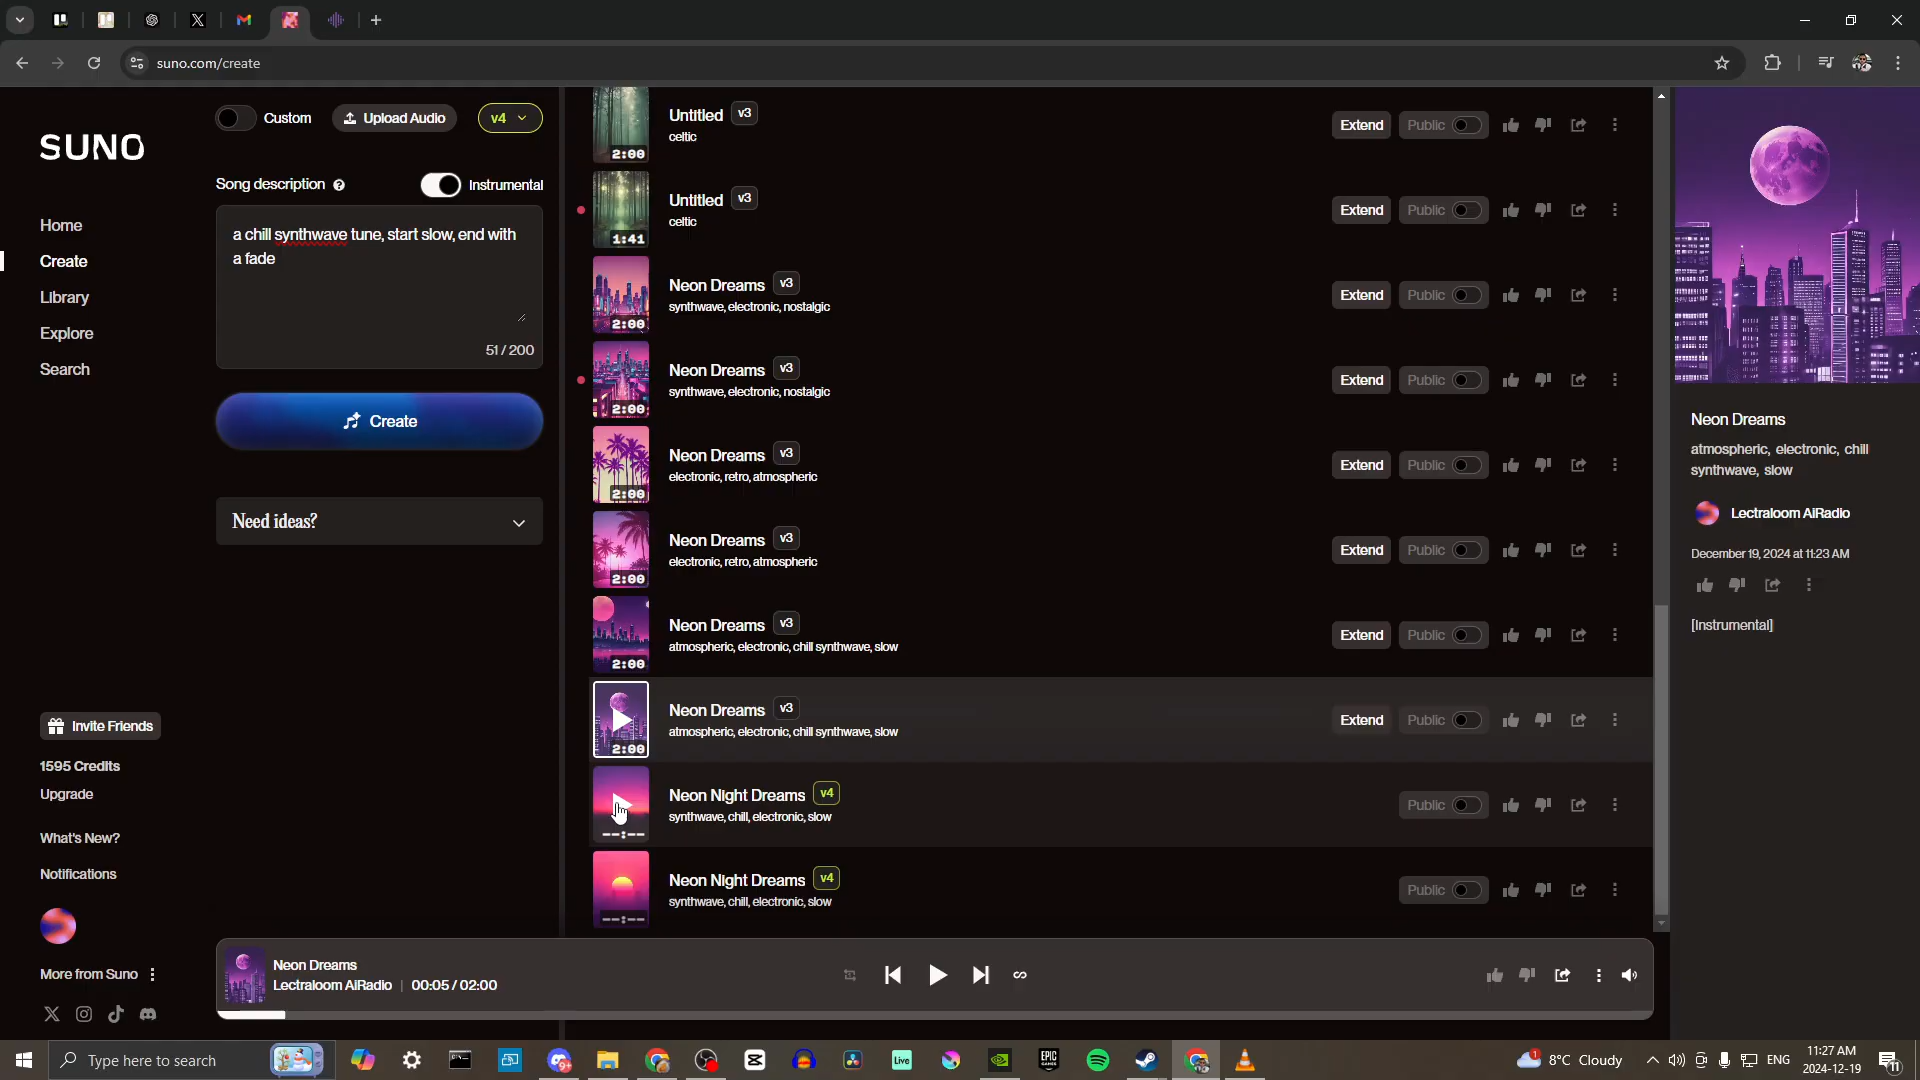 suno.com/create
SUNO
Home
Create
Library
Explore
Search
Invite Friends
1595 Credits
Upgrade
What's New?
Notifications
More from Suno
Custom
Upload Audio
v4
Song description
Instrumental
a chill synthwave tune, start slow, end with
a fade
51 / 200
Create
Need ideas?
Untitled v3
celtic
2:00
Extend Public
Untitled v3
celtic
1:41
Extend Public
Neon Dreams v3
synthwave, electronic, nostalgic
2:00
Extend Public
Neon Dreams v3
synthwave, electronic, nostalgic
2:00
Extend Public
Neon Dreams v3
electronic, retro, atmospheric
2:00
Extend Public
Neon Dreams v3
electronic, retro, atmospheric
2:00
Extend Public
Neon Dreams v3
atmospheric, electronic, chill synthwave, slow
2:00
Extend Public
Neon Dreams v3
atmospheric, electronic, chill synthwave, slow
2:00
Extend Public
Neon Night Dreams v4
synthwave, chill, electronic, slow
--:--
Public
Neon Night Dreams v4
synthwave, chill, electronic, slow
--:--
Public
Neon Dreams
atmospheric, electronic, chill
synthwave, slow
Lectraloom AiRadio
December 19, 2024 at 11:23 AM
[Instrumental]
Neon Dreams
Lectraloom AiRadio | 00:05 / 02:00
Type here to search
Live
EPIC
GAMES
1
8°C Cloudy
ENG
11:27 AM
2024-12-19
11